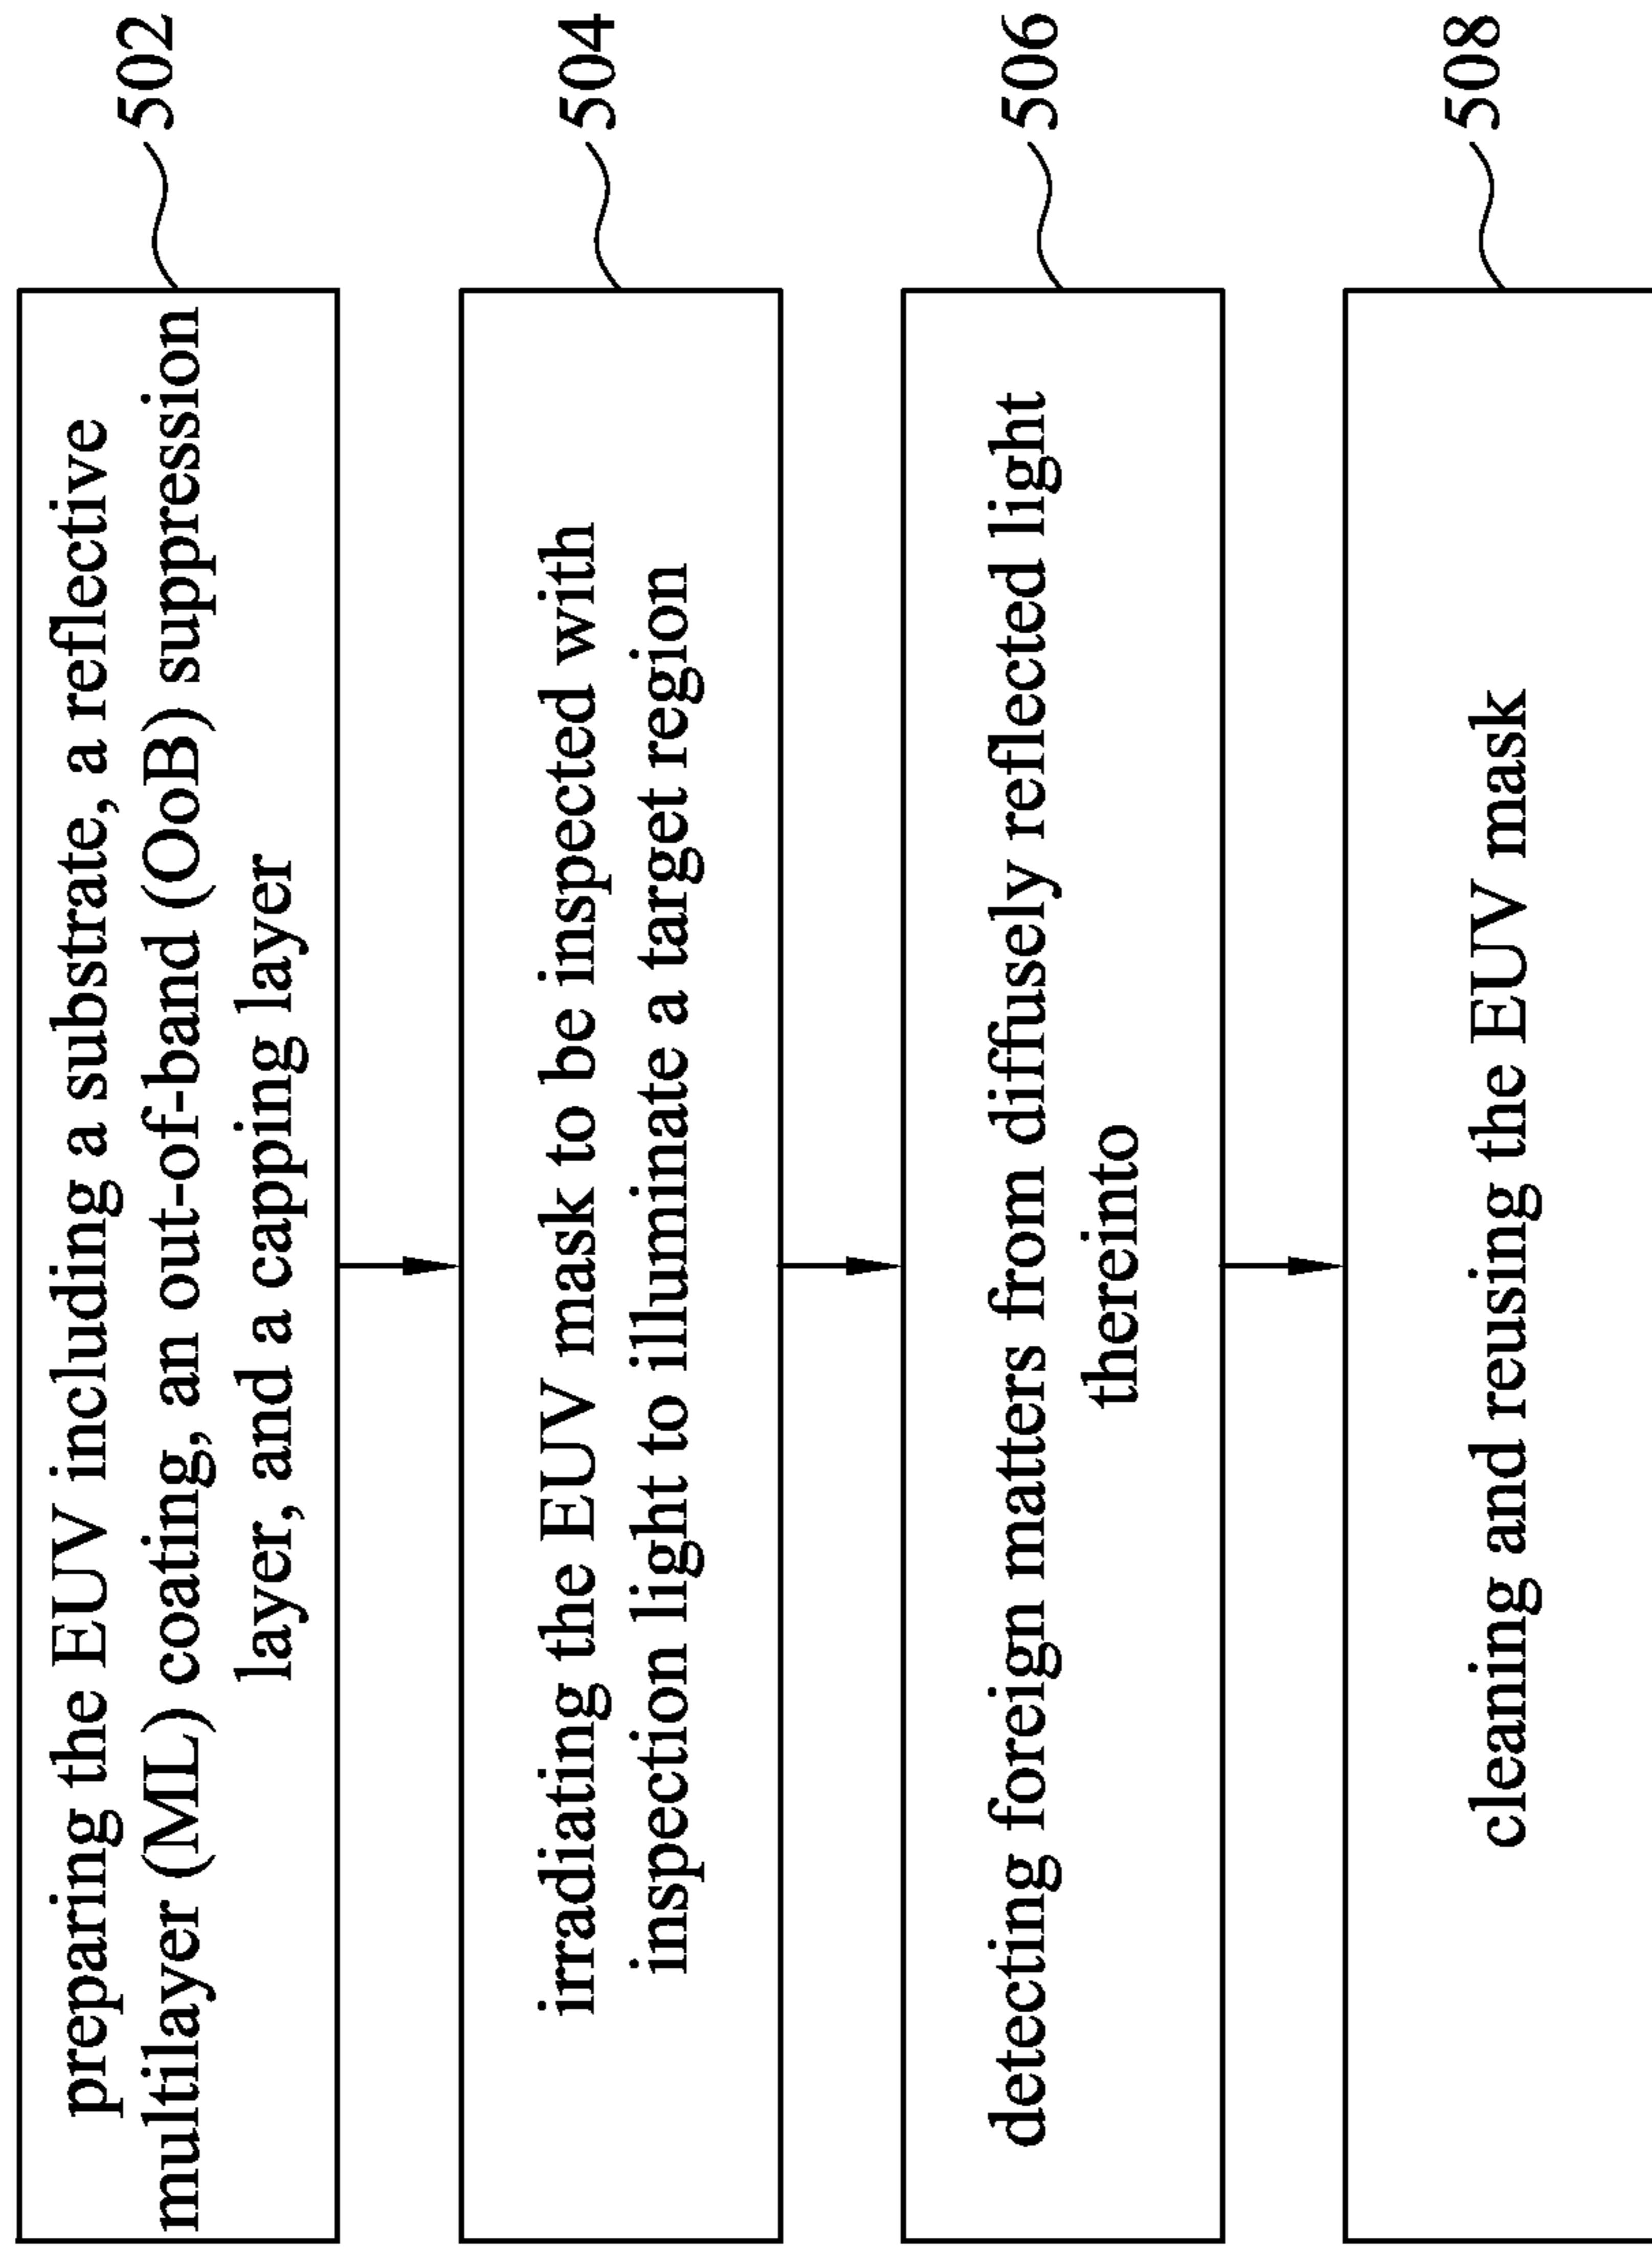 preparing the EUV including a substrate, a reflective
multilayer (ML) coating, an out-of-band (OoB) suppression
layer, and a capping layer
502
irradiating the EUV mask to be inspected with
inspection light to illuminate a target region
504
detecting foreign matters from diffusely reflected light
thereinto
506
cleaning and reusing the EUV mask
508